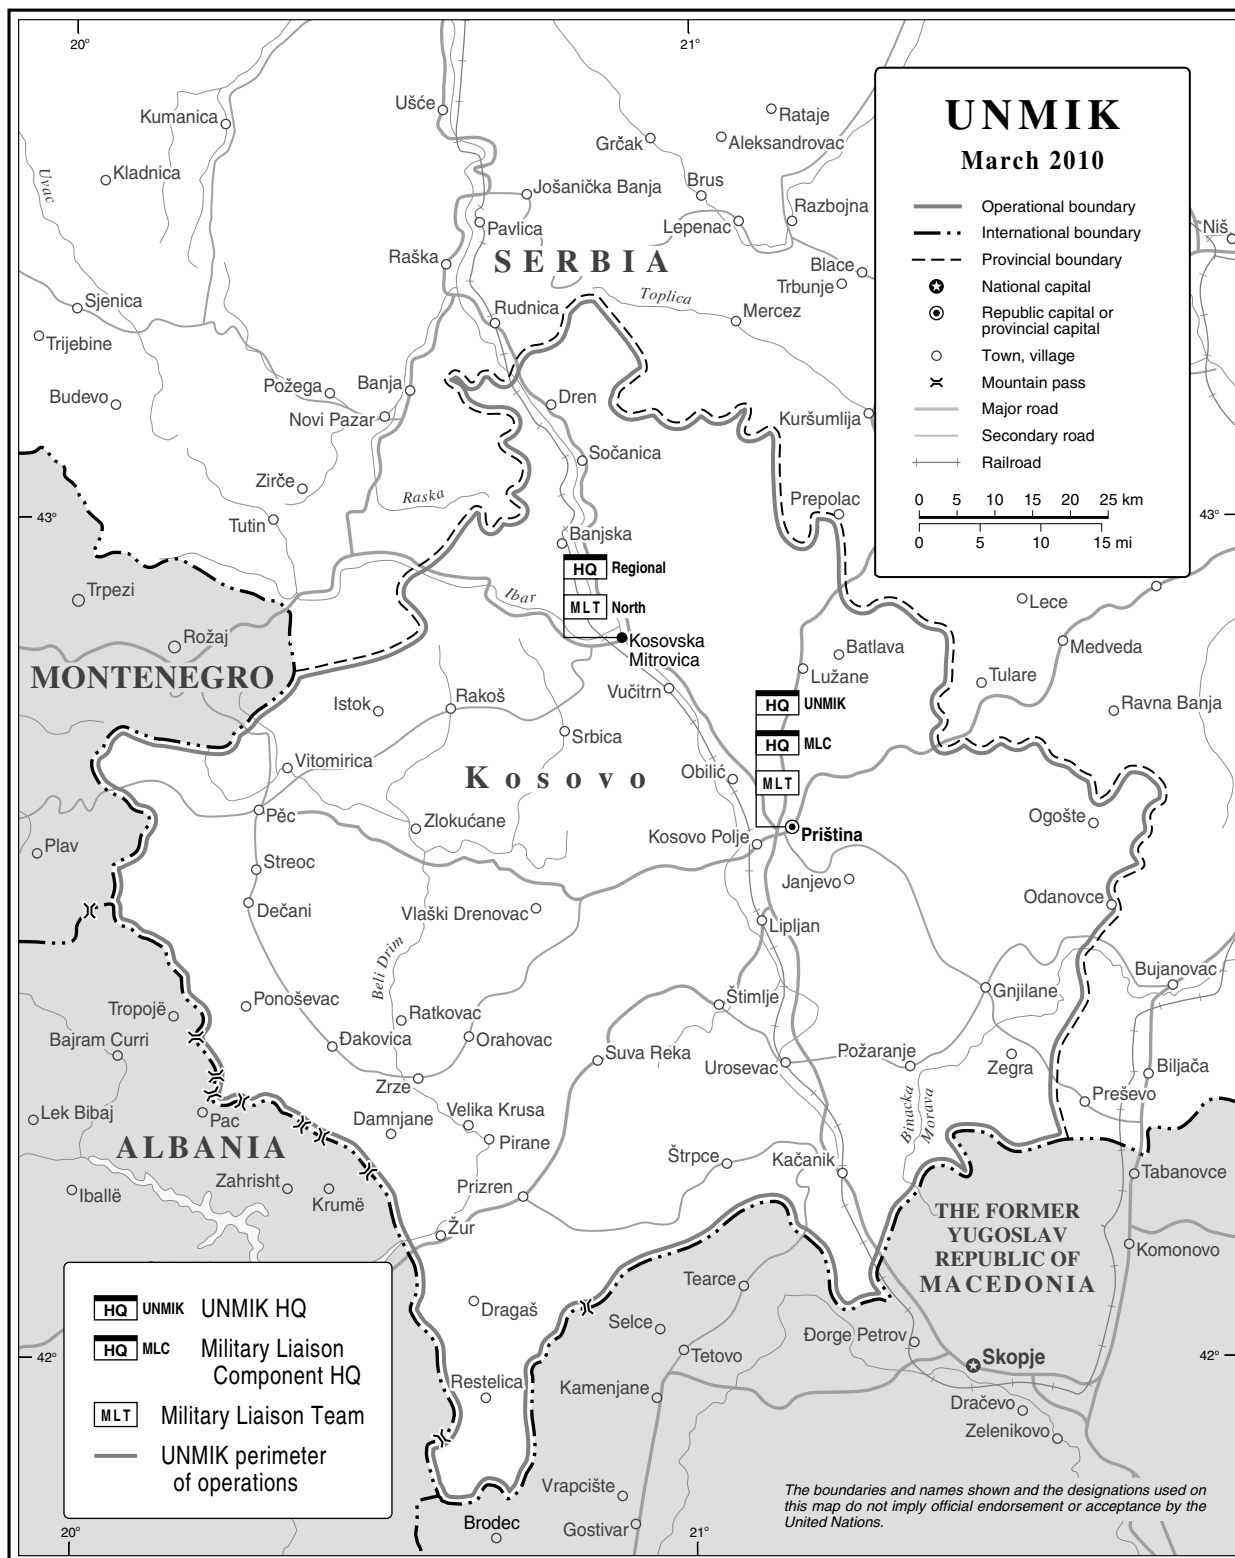 20°
21°
UNMIK
March 2010
Operational boundary
International boundary
Provincial boundary
National capital
Republic capital or
provincial capital
Town, village
Mountain pass
Major road
Secondary road
Railroad
0 5 10 15 20 25 km
0 5 10 15 mi
Ušće
Kumanica
Rataje
Grčak
Aleksandrovac
Kladnica
Uvac
Jošanička Banja
Brus
Razbojna
Pavlica
Lepenac
Niš
SERBIA
Raška
Blace
Trbunje
Toplica
Sjenica
Rudnica
Mercez
Trijebine
Požega
Banja
Budevo
Dren
Novi Pazar
Kuršumlija
Sočanica
Zirče
Raska
Prepolac
43°
43°
Tutin
Banjska
HQ Regional
MLT North
Ibar
Trpezi
Lece
Rožaj
Kosovska
Mitrovica
Batlava
Medveda
MONTENEGRO
Lužane
Tulare
Vučitrn
Istok
Rakoš
HQ UNMIK
Ravna Banja
Srbica
HQ MLC
Vitomirica
Kosovo
Obilić
MLT
Pěc
Zlokućane
Ogošte
Kosovo Polje
Priština
Plav
Streoc
Janjevo
Dečani
Vlaški Drenovac
Odanovce
Lipljan
Beli Drim
Bujanovac
Gnjilane
Ponoševac
Štimlje
Tropojë
Ratkovac
Bajram Curri
Đakovica
Orahovac
Suva Reka
Požaranje
Urosevac
Zegra
Biljača
Zrze
Preševo
Lek Bibaj
Pac
Damnjane
Velika Krusa
Binacka
Morava
ALBANIA
Pirane
Štrpce
Kačanik
Tabanovce
Iballë
Zahrisht
Krumë
Prizren
THE FORMER
YUGOSLAV
REPUBLIC OF
MACEDONIA
Žur
Komonovo
Tearce
HQ UNMIK UNMIK HQ
HQ MLC Military Liaison
Component HQ
MLT Military Liaison Team
UNMIK perimeter
of operations
Dragaš
Selce
Đorge Petrov
Tetovo
Skopje
42°
42°
Restelica
Kamenjane
Dračevo
Zelenikovo
Vrapcište
The boundaries and names shown and the designations used on
this map do not imply official endorsement or acceptance by the
United Nations.
Brodec
Gostivar
20°
21°